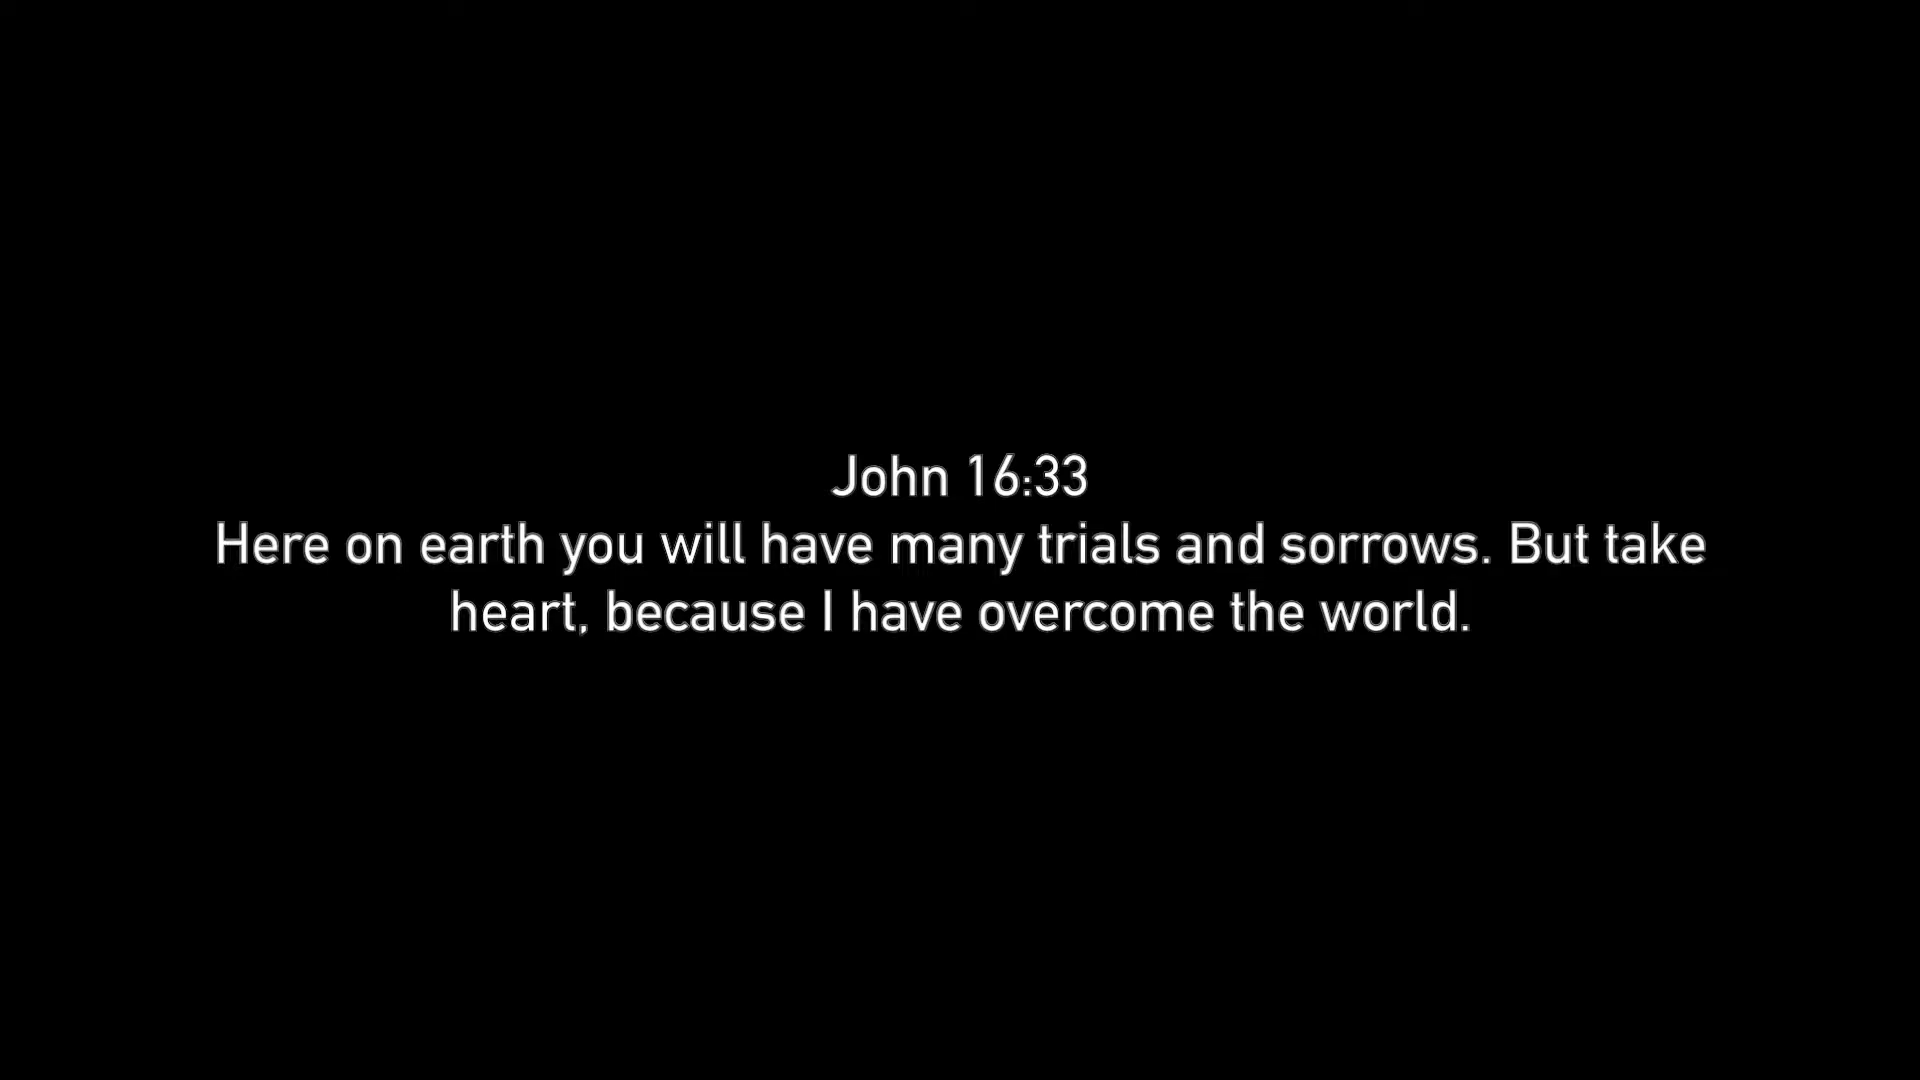 John 16:33
Here on earth you will have many trials and sorrows. But take
heart, because I have overcome the world.